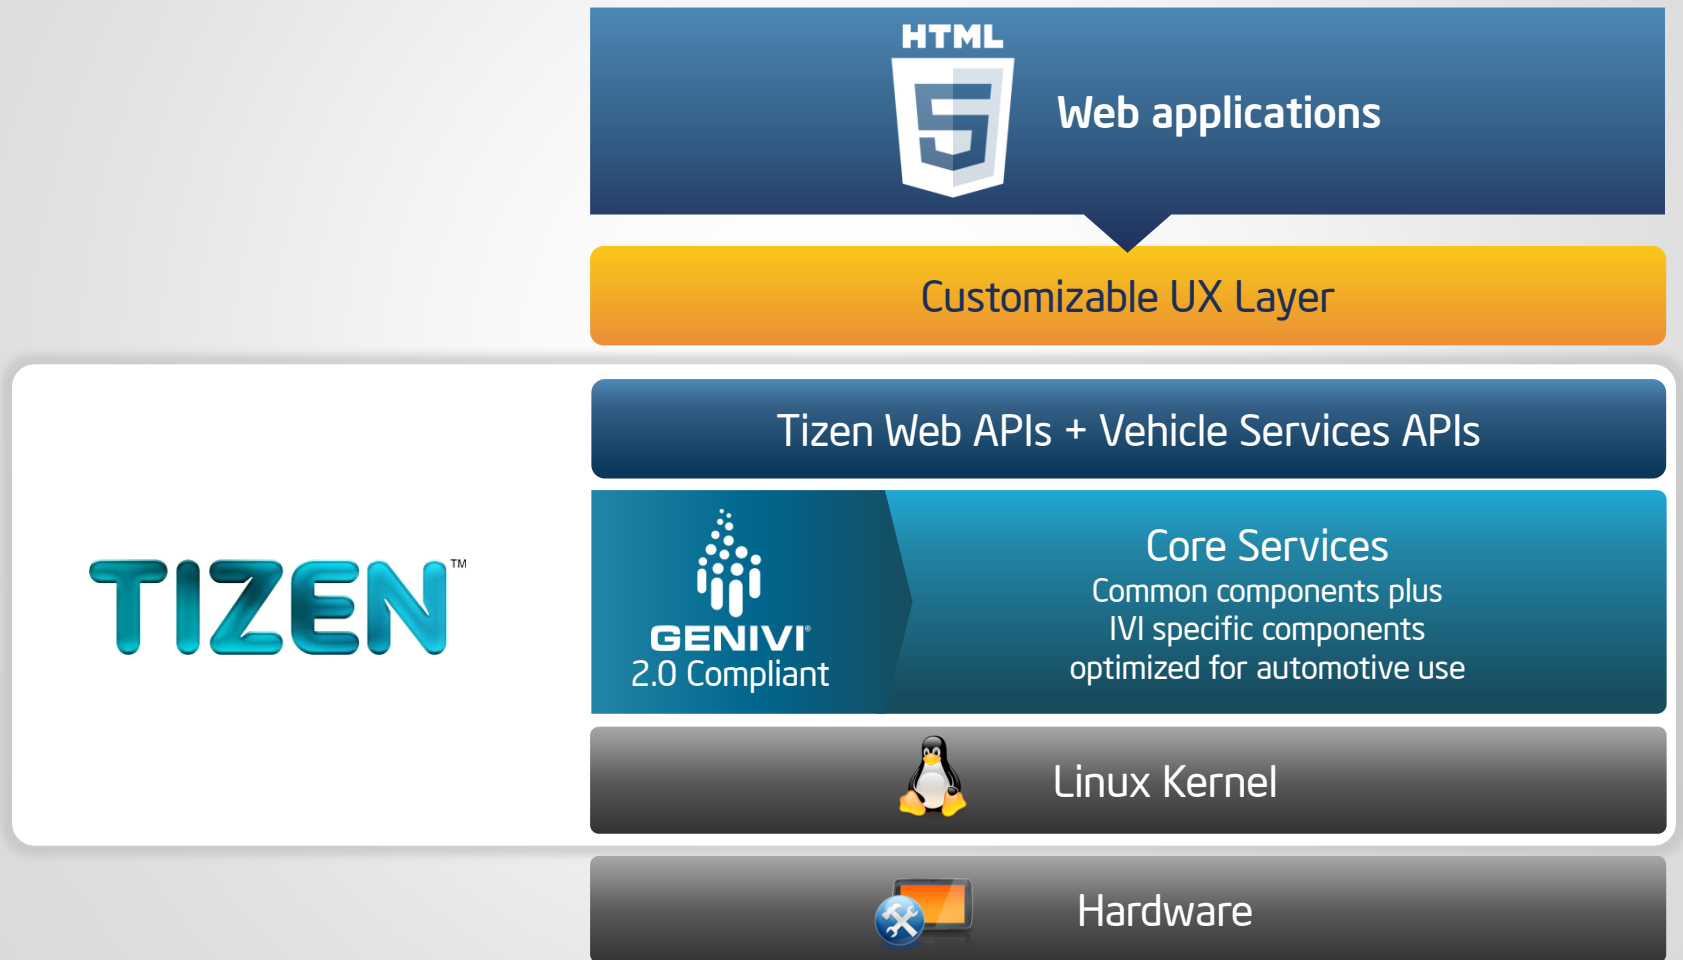 HTML
5
Web applications
Customizable UX Layer
Tizen Web APIs + Vehicle Services APIs
TIZEN™
GENIVI®
2.0 Compliant
Core Services
Common components plus
IVI specific components
optimized for automotive use
Linux Kernel
Hardware